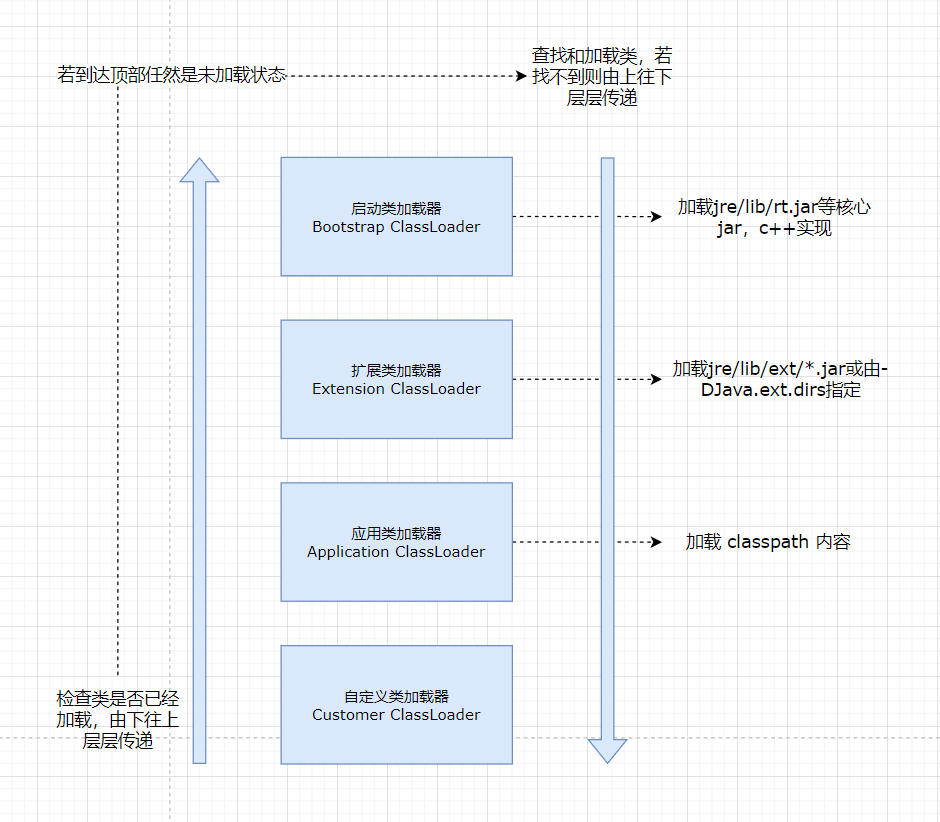 若到达顶部任然是未加载状态
查找和加载类，若
找不到则由上往下
层层传递
启动类加载器
Bootstrap ClassLoader
加载jre/lib/rt.jar等核心
jar，c++实现
扩展类加载器
Extension ClassLoader
加载jre/lib/ext/*.jar或由-
DJava.ext.dirs指定
应用类加载器
Application ClassLoader
加载 classpath 内容
自定义类加载器
Customer ClassLoader
检查类是否已经
加载，由下往上
层层传递